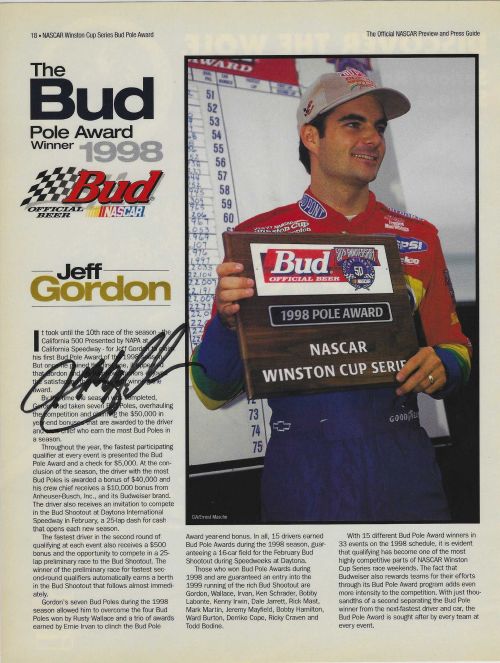 18 • NASCAR Winston Cup Series Bud Pole Award
The Official NASCAR Preview and Press Guide
The
Bud
Pole Award
Winner 1998
Bud
OFFICIAL
BEER
NASCAR
Jeff
Gordon
It took until the 10th race of the season - the
California 500 Presented by NAPA at
California Speedway - for Jeff Gordon to
his first Bud Pole Award of the 1998 season.
But once he
that Gordon and
the satisfaction
award.
By the time the season was completed,
Gordon had taken seven Bud Poles, overhauling
the competition and earning the $50,000 in
year-end bonuses that are awarded to the driver
and crew chief who earn the most Bud Poles in
a season.
Throughout the year, the fastest participating
qualifier at every event is presented the Bud
Pole Award and a check for $5,000. At the con-
clusion of the season, the driver with the most
Bud Poles is awarded a bonus of $40,000 and
his crew chief receives a $10,000 bonus from
Anheuser-Busch, Inc., and its Budweiser brand.
The driver also receives an invitation to compete
in the Bud Shootout at Daytona International
Speedway in February, a 25-lap dash for cash
that opens each new season.
The fastest driver in the second round of
qualifying at each event also receives a $500
bonus and the opportunity to compete in a 25-
lap preliminary race to the Bud Shootout. The
winner of the preliminary race for fastest sec-
ond-round qualifiers automatically earns a berth
in the Bud Shootout that follows almost immedi-
ately.
Gordon's seven Bud Poles during the 1998
season allowed him to overcome the four Bud
Poles won by Rusty Wallace and a trio of awards
earned by Ernie Irvan to clinch the Bud Pole
AWARD
51
52
53
54
55
56
57
58
59
60
61
62
63
64
65
73
74
75
DUPONT
PEPSI
Bud
OFFICIAL BEER
50TH ANNIVERSARY
50
NASCAR
1998 POLE AWARD
NASCAR
WINSTON CUP SERIE
GOODYEAR
CIA/Ernest Masche
Award year-end bonus. In all, 15 drivers earned
Bud Pole Awards during the 1998 season, guar-
anteeing a 16-car field for the February Bud
Shootout during Speedweeks at Daytona.
Those who won Bud Pole Awards during
1998 and are guaranteed an entry into the
1999 running of the rich Bud Shootout are
Gordon, Wallace, Irvan, Ken Schrader, Bobby
Labonte, Kenny Irwin, Dale Jarrett, Rick Mast,
Mark Martin, Jeremy Mayfield, Bobby Hamilton,
Ward Burton, Derrike Cope, Ricky Craven and
Todd Bodine.
With 15 different Bud Pole Award winners in
33 events on the 1998 schedule, it is evident
that qualifying has become one of the most
highly competitive parts of NASCAR Winston
Cup Series race weekends. The fact that
Budweiser also rewards teams for their efforts
through its Bud Pole Award program adds even
more intensity to the competition. With just thou-
sandths of a second separating the Bud Pole
winner from the next-fastest driver and car, the
Bud Pole Award is sought after by every team at
every event.